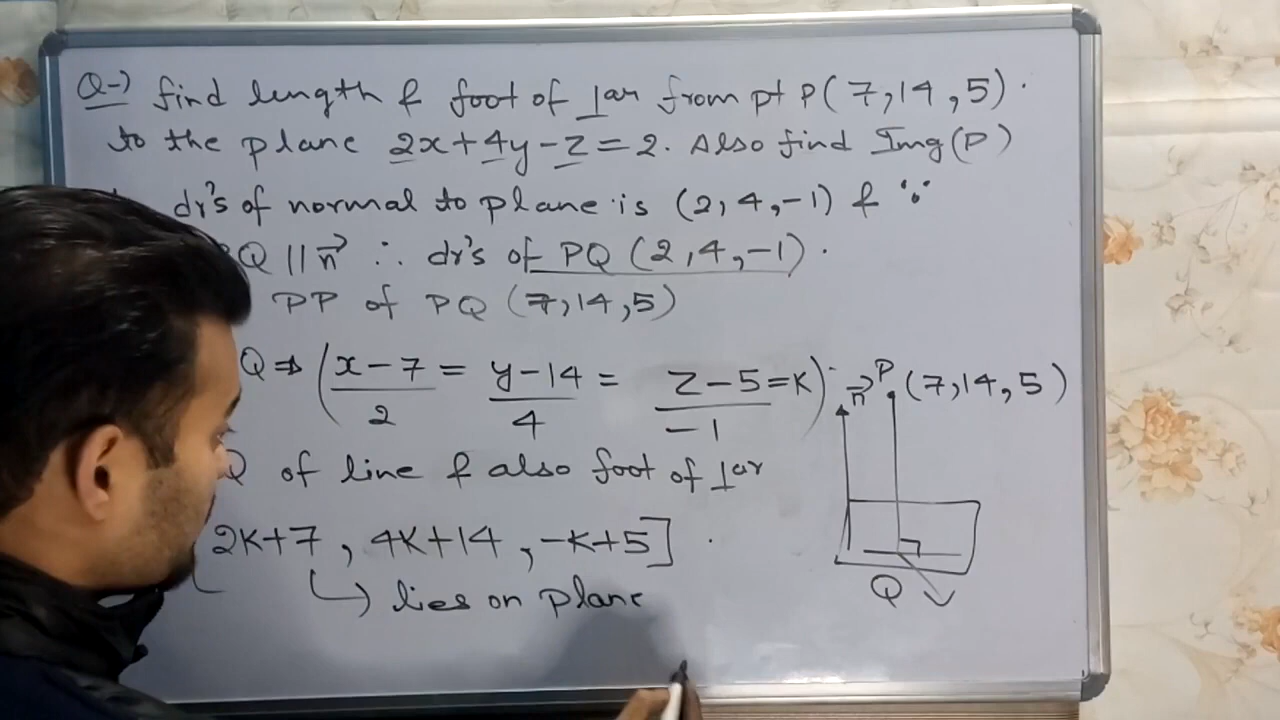 Q→) find length & foot of ⊥ar from pt P(7,14,5).
to the plane 2x+4y-z=2. Also find Img(P)
dr's of normal to plane is (2,4,-1) & ∵
PQ || n⃗ ∴ dr's of PQ (2,4,-1).
PP of PQ (7,14,5)
Q ⇒ (x-7/2 = y-14/4 = z-5/-1 = K).
n⃗ P (7,14,5)
Q of line & also foot of ⊥ar
2K+7, 4K+14, -K+5].
↳ lies on plane
Q